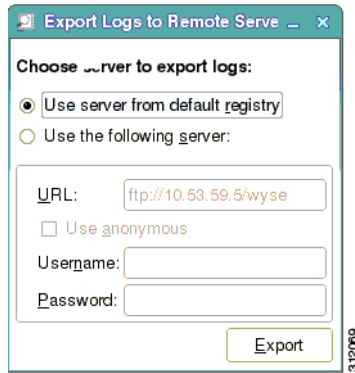 Export Logs to Remote Serve
Choose server to export logs:
Use server from default registry
Use the following server:
URL: ftp://10.53.59.5/wyse
Use anonymous
Username:
Password:
Export
312069